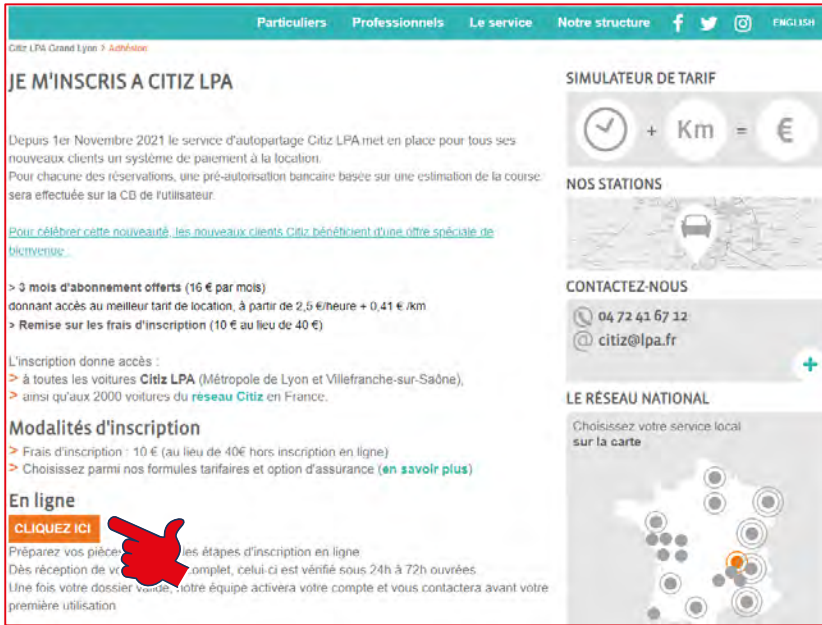 Particuliers Professionnels Le service Notre structure ENGLISH
Citiz LPA Grand Lyon > Adhésion
JE M'INSCRIS A CITIZ LPA
Depuis 1er Novembre 2021 le service d'autopartage Citiz LPA met en place pour tous ses
nouveaux clients un système de paiement à la location.
Pour chacune des réservations, une pré-autorisation bancaire basée sur une estimation de la course
sera effectuée sur la CB de l'utilisateur.
Pour célébrer cette nouveauté, les nouveaux clients Citiz bénéficient d'une offre spéciale de
bienvenue :
> 3 mois d'abonnement offerts (16 € par mois)
donnant accès au meilleur tarif de location, à partir de 2,5 €/heure + 0,41 € /km
> Remise sur les frais d'inscription (10 € au lieu de 40 €)
L'inscription donne accès :
> à toutes les voitures Citiz LPA (Métropole de Lyon et Villefranche-sur-Saône),
> ainsi qu'aux 2000 voitures du réseau Citiz en France.
Modalités d'inscription
> Frais d'inscription : 10 € (au lieu de 40€ hors inscription en ligne)
> Choisissez parmi nos formules tarifaires et option d'assurance (en savoir plus)
En ligne
CLIQUEZ ICI
Préparez vos les étapes d'inscription en ligne
Dès réception de complet, celui-ci est vérifié sous 24h à 72h ouvrées
Une fois votre dossier validé, notre équipe activera votre compte et vous contactera avant votre
première utilisation
SIMULATEUR DE TARIF
+ Km = €
NOS STATIONS
CONTACTEZ-NOUS
04 72 41 67 12
@ citiz@lpa.fr
+
LE RÉSEAU NATIONAL
Choisissez votre service local
sur la carte